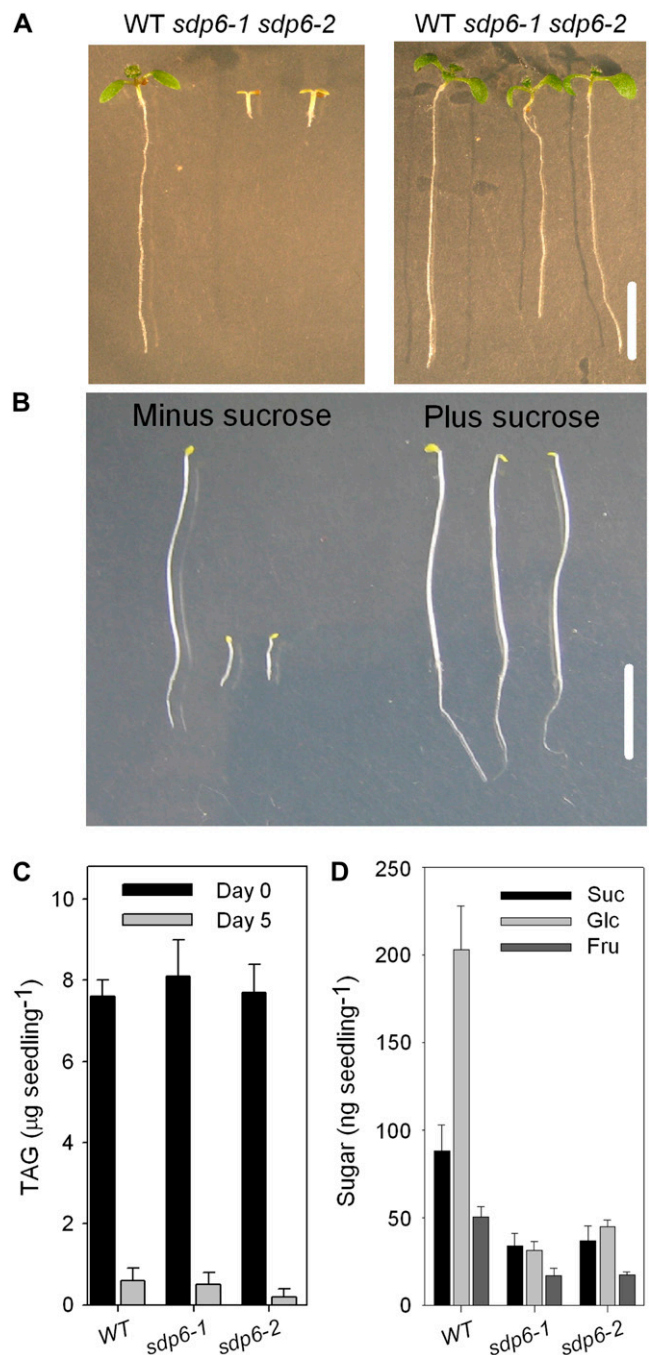 A
WT sdp6-1 sdp6-2
WT sdp6-1 sdp6-2
B
Minus sucrose
Plus sucrose
C
Day 0
Day 5
TAG (μg seedling-1)
10
8
6
4
2
0
WT
sdp6-1
sdp6-2
D
Suc
Glc
Fru
Sugar (ng seedling-1)
250
200
150
100
50
0
WT
sdp6-1
sdp6-2